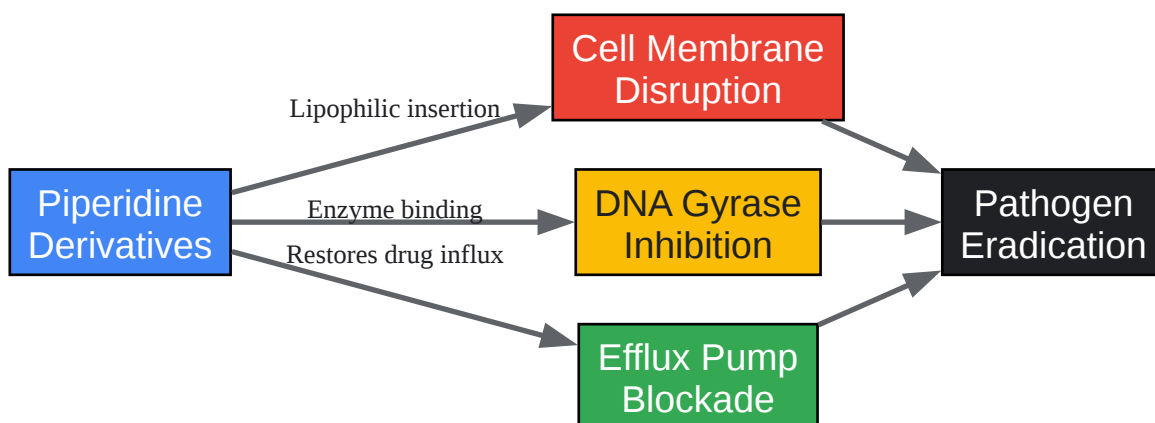 Cell Membrane
Disruption
Lipophilic insertion
Piperidine
Derivatives
Enzyme binding
DNA Gyrase
Inhibition
Pathogen
Eradication
Restores drug influx
Efflux Pump
Blockade